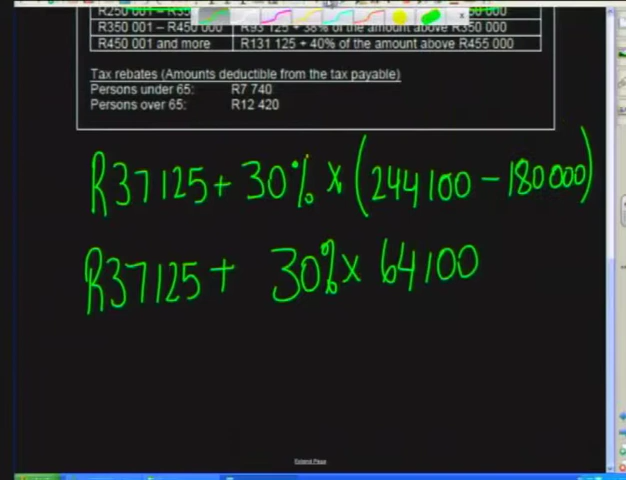 R350 001 – R450 000 R93 125 + 38% of the amount above R350 000
R450 001 and more R131 125 + 40% of the amount above R455 000
Tax rebates (Amounts deductible from the tax payable)
Persons under 65: R7 740
Persons over 65: R12 420
R37125 + 30% × (244100 – 180000)
R37125 + 30% × 64100
Extend Page